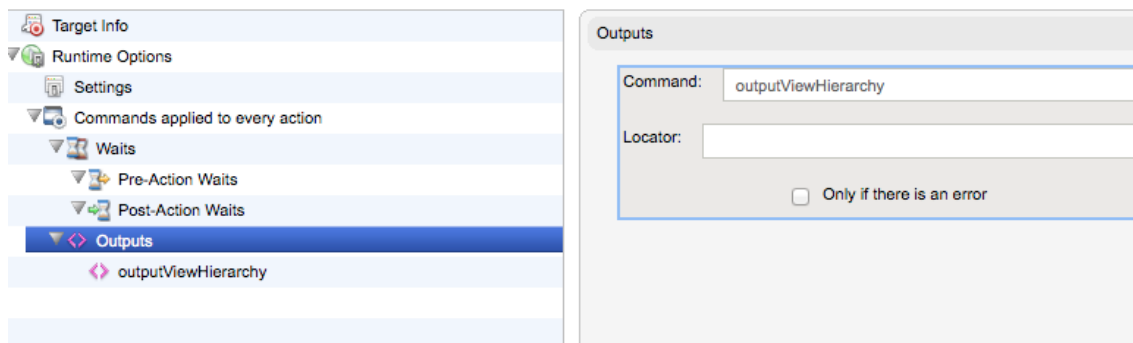 Target Info
Runtime Options
Settings
Commands applied to every action
Waits
Pre-Action Waits
Post-Action Waits
Outputs
outputViewHierarchy
Outputs
Command:
outputViewHierarchy
Locator:
Only if there is an error